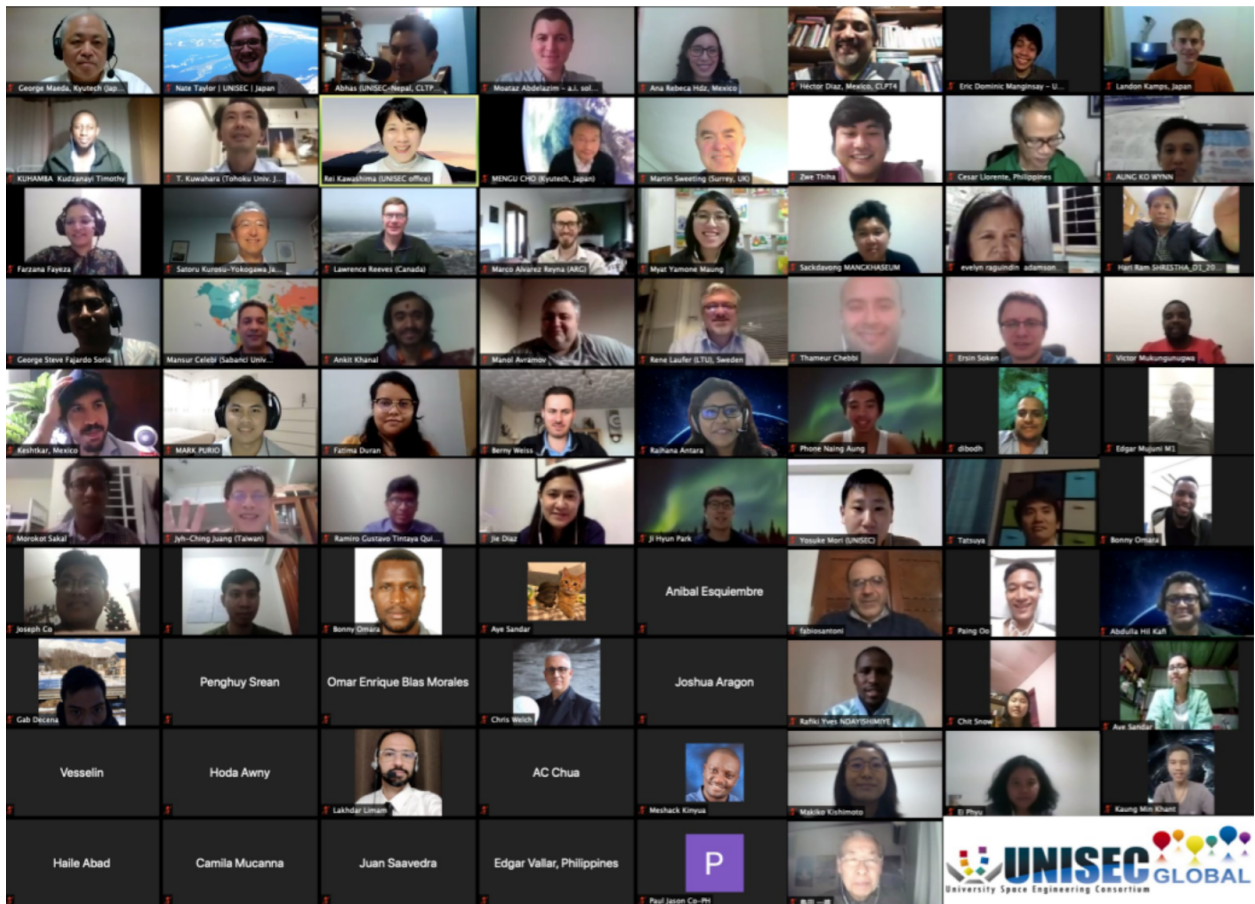 George Maeda, Kyutech (Jap...
Nate Taylor | UNISEC | Japan
Abhas (UNISEC-Nepal, CLTP...
Moataz Abdelazim - a.i. sol...
Ana Rebeca Hdz, Mexico
Héctor Díaz, Mexico, CLPT4
Eric Dominic Manginsay - U...
Landon Kamps, Japan
KUHAMBA Kudzanayi Timothy
T. Kuwahara (Tohoku Univ. J...
Rei Kawashima (UNISEC office)
MENGU CHO (Kyutech, Japan)
Martin Sweeting (Surrey, UK)
Zwe Thiha
Cesar Llorente, Philippines
AUNG KO WYNN
Farzana Fayeza
Satoru Kurosu-Yokogawa Ja...
Lawrence Reeves (Canada)
Marco Alvarez Reyna (ARG)
Myat Yamone Maung
Sackdavong MANGKHASEUM
evelyn raguindin adamson...
Hari Ram SHRESTHA_D1_20...
George Steve Fajardo Soria
Mansur Celebi (Sabanci Univ...
Ankit Khanal
Manol Avramov
Rene Laufer (LTU), Sweden
Thameur Chebbi
Ersin Soken
Victor Mukungunugwa
Keshtkar, Mexico
MARK PURIO
Fatima Duran
Berny Weiss
Raihana Antara
Phone Naing Aung
dibodh
Edgar Mujuni M1
Morokot Sakal
Jyh-Ching Juang (Taiwan)
Ramiro Gustavo Tintaya Qui...
Jie Diaz
Ji Hyun Park
Yosuke Mori (UNISEC)
Tatsuya
Bonny Omara
Joseph Co
Bonny Omara
Aye Sandar
Anibal Esquiembre
fabiosantoni
Paing Oo
Abdulla Hil Kafi
Gab Decena
Penghuy Srean
Omar Enrique Blas Morales
Chris Welch
Joshua Aragon
Rafiki Yves NDAYISHIMIYE
Chit Snow
Aye Sandar
Vesselin
Hoda Awny
Lakhdar Limam
AC Chua
Meshack Kinyua
Makiko Kishimoto
Ei Phyu
Kaung Min Khant
Haile Abad
Camila Mucanna
Juan Saavedra
Edgar Vallar, Philippines
P
Paul Jason Co-PH
UNISEC GLOBAL
University Space Engineering Consortium